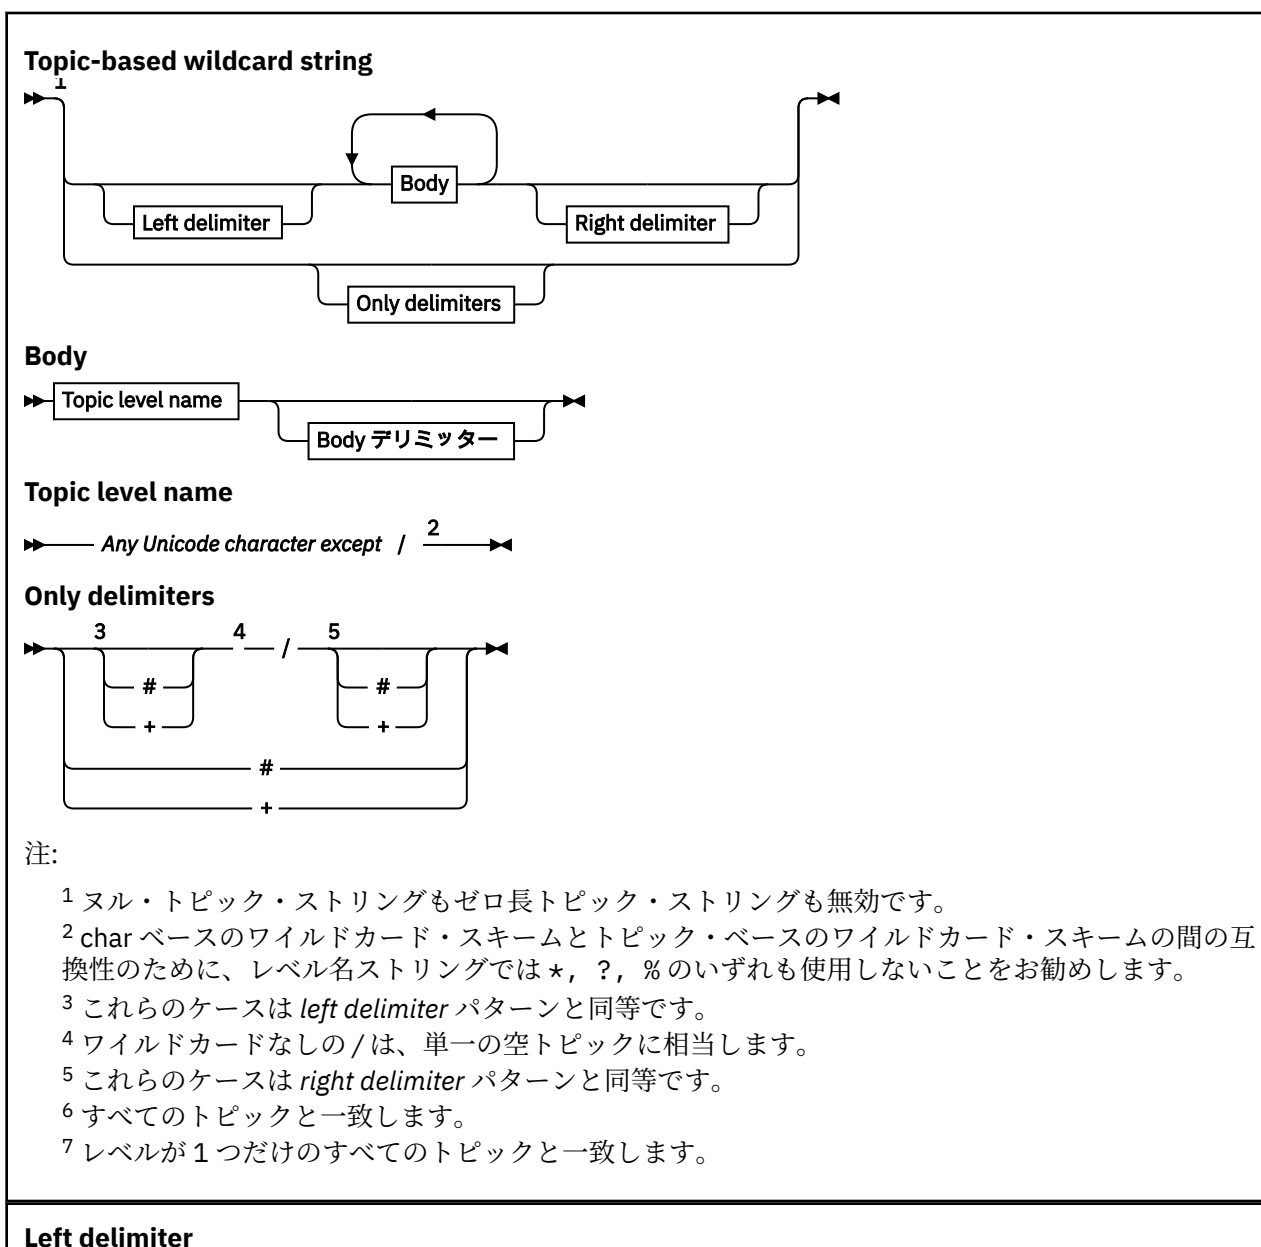 Topic-based wildcard string
1
Body
Left delimiter
Right delimiter
Only delimiters
Body
Topic level name
Body デリミッター
Topic level name
Any Unicode character except / 2
Only delimiters
3 4 / 5
# #
+ +
#
+
注:
1 ヌル・トピック・ストリングもゼロ長トピック・ストリングも無効です。
2 char ベースのワイルドカード・スキームとトピック・ベースのワイルドカード・スキームの間の互
換性のために、レベル名ストリングでは *, ?, % のいずれも使用しないことをお勧めします。
3 これらのケースは left delimiter パターンと同等です。
4 ワイルドカードなしの / は、単一の空トピックに相当します。
5 これらのケースは right delimiter パターンと同等です。
6 すべてのトピックと一致します。
7 レベルが 1 つだけのすべてのトピックと一致します。
Left delimiter